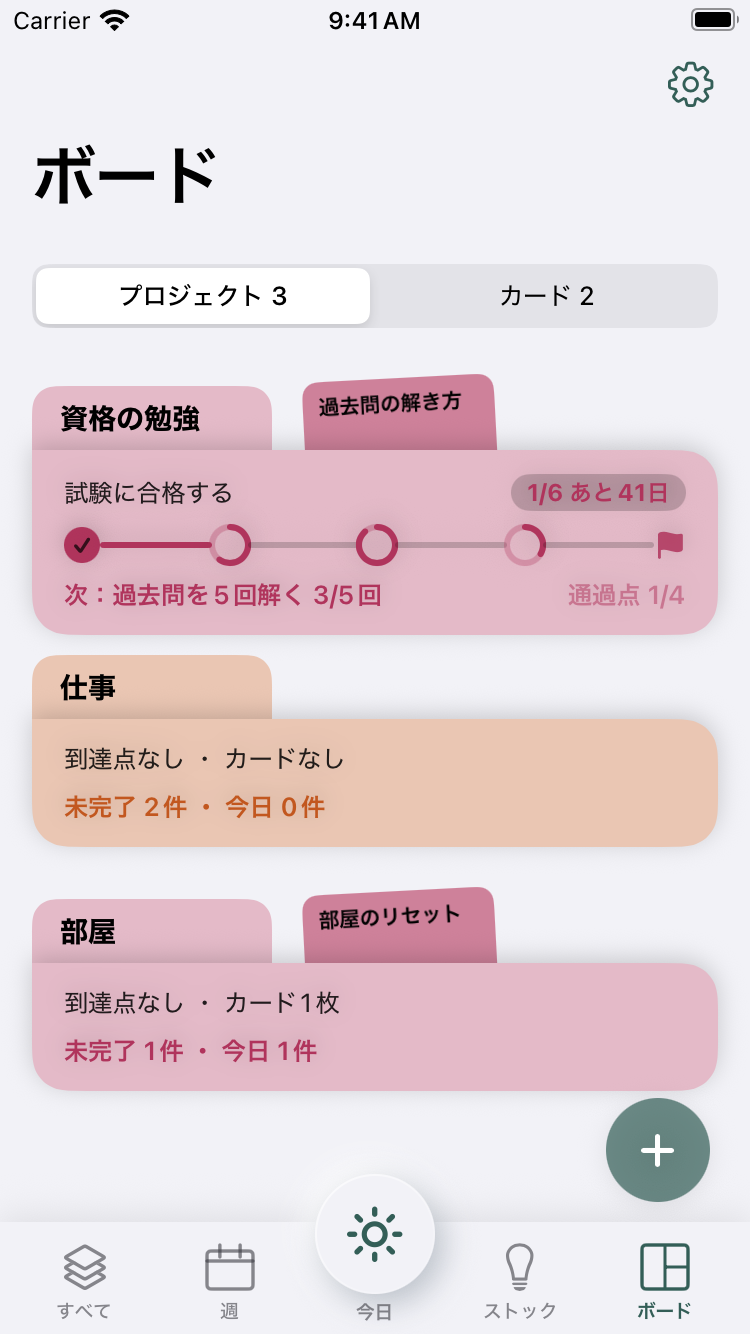 Carrier 9:41 AM
ボード
プロジェクト 3 カード 2
資格の勉強 過去問の解き方
試験に合格する 1/6 あと41日
次：過去問を5回解く 3/5回 通過点 1/4
仕事
到達点なし ・ カードなし
未完了 2件 ・ 今日 0件
部屋 部屋のリセット
到達点なし ・ カード1枚
未完了 1件 ・ 今日 1件
すべて 週 今日 ストック ボード